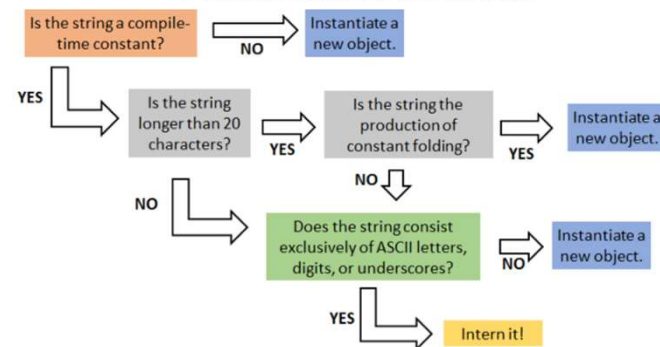 Is the string a compile-
time constant?
NO
Instantiate a
new object.
YES
Is the string
longer than 20
characters?
YES
Is the string the
production of
constant folding?
YES
Instantiate a
new object.
NO
NO
Does the string consist
exclusively of ASCII letters,
digits, or underscores?
NO
Instantiate a
new object.
YES
Intern it!